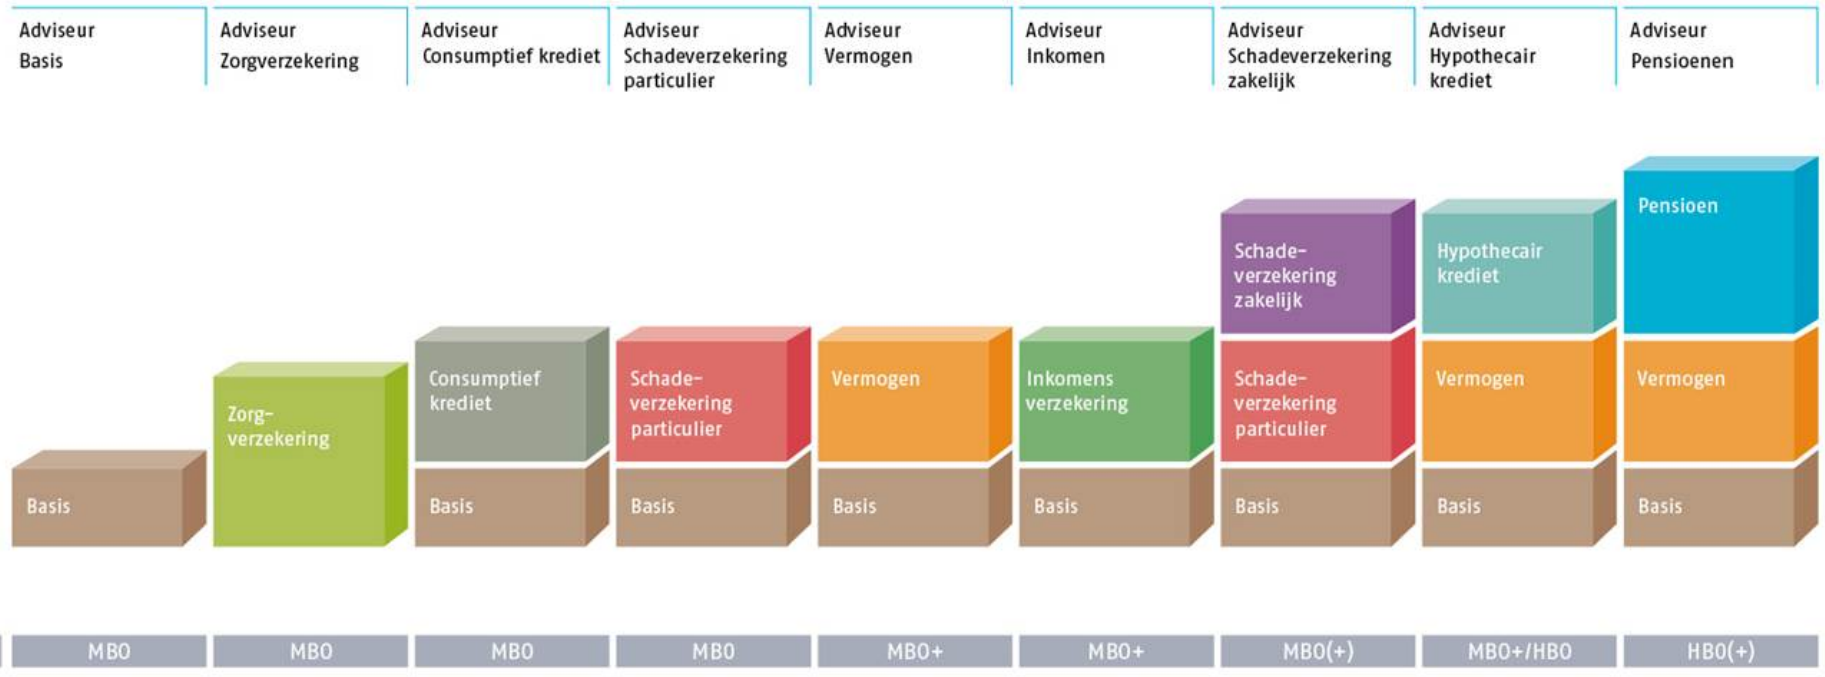 Adviseur
Basis
Adviseur
Zorgverzekering
Adviseur
Consumptief krediet
Adviseur
Schadeverzekering
particulier
Adviseur
Vermogen
Adviseur
Inkomen
Adviseur
Schadeverzekering
zakelijk
Adviseur
Hypothecair
krediet
Adviseur
Pensioenen
Basis
Zorg-
verzekering
Consumptief
krediet
Basis
Schade-
verzekering
particulier
Basis
Vermogen
Basis
Inkomens
verzekering
Basis
Schade-
verzekering
zakelijk
Schade-
verzekering
particulier
Basis
Hypothecair
krediet
Vermogen
Basis
Pensioen
Vermogen
Basis
MBO
MBO
MBO
MBO
MBO+
MBO+
MBO(+)
MBO+/HBO
HBO(+)